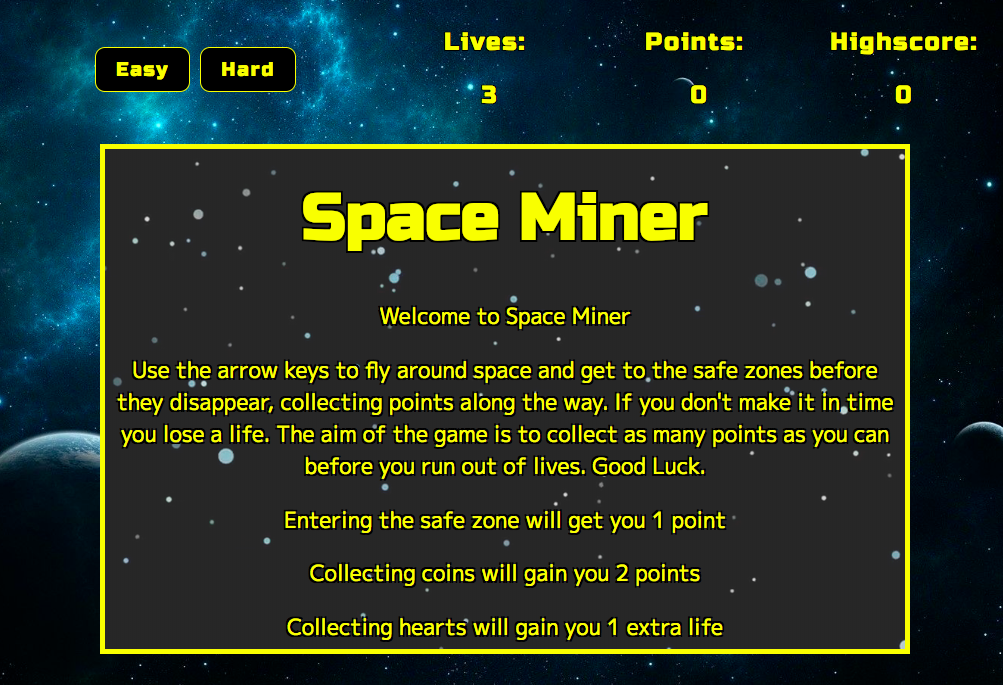 Easy Hard
Lives: Points: Highscore:
3 0 0
Space Miner
Welcome to Space Miner
Use the arrow keys to fly around space and get to the safe zones before
they disappear, collecting points along the way. If you don't make it in time
you lose a life. The aim of the game is to collect as many points as you can
before you run out of lives. Good Luck.
Entering the safe zone will get you 1 point
Collecting coins will gain you 2 points
Collecting hearts will gain you 1 extra life